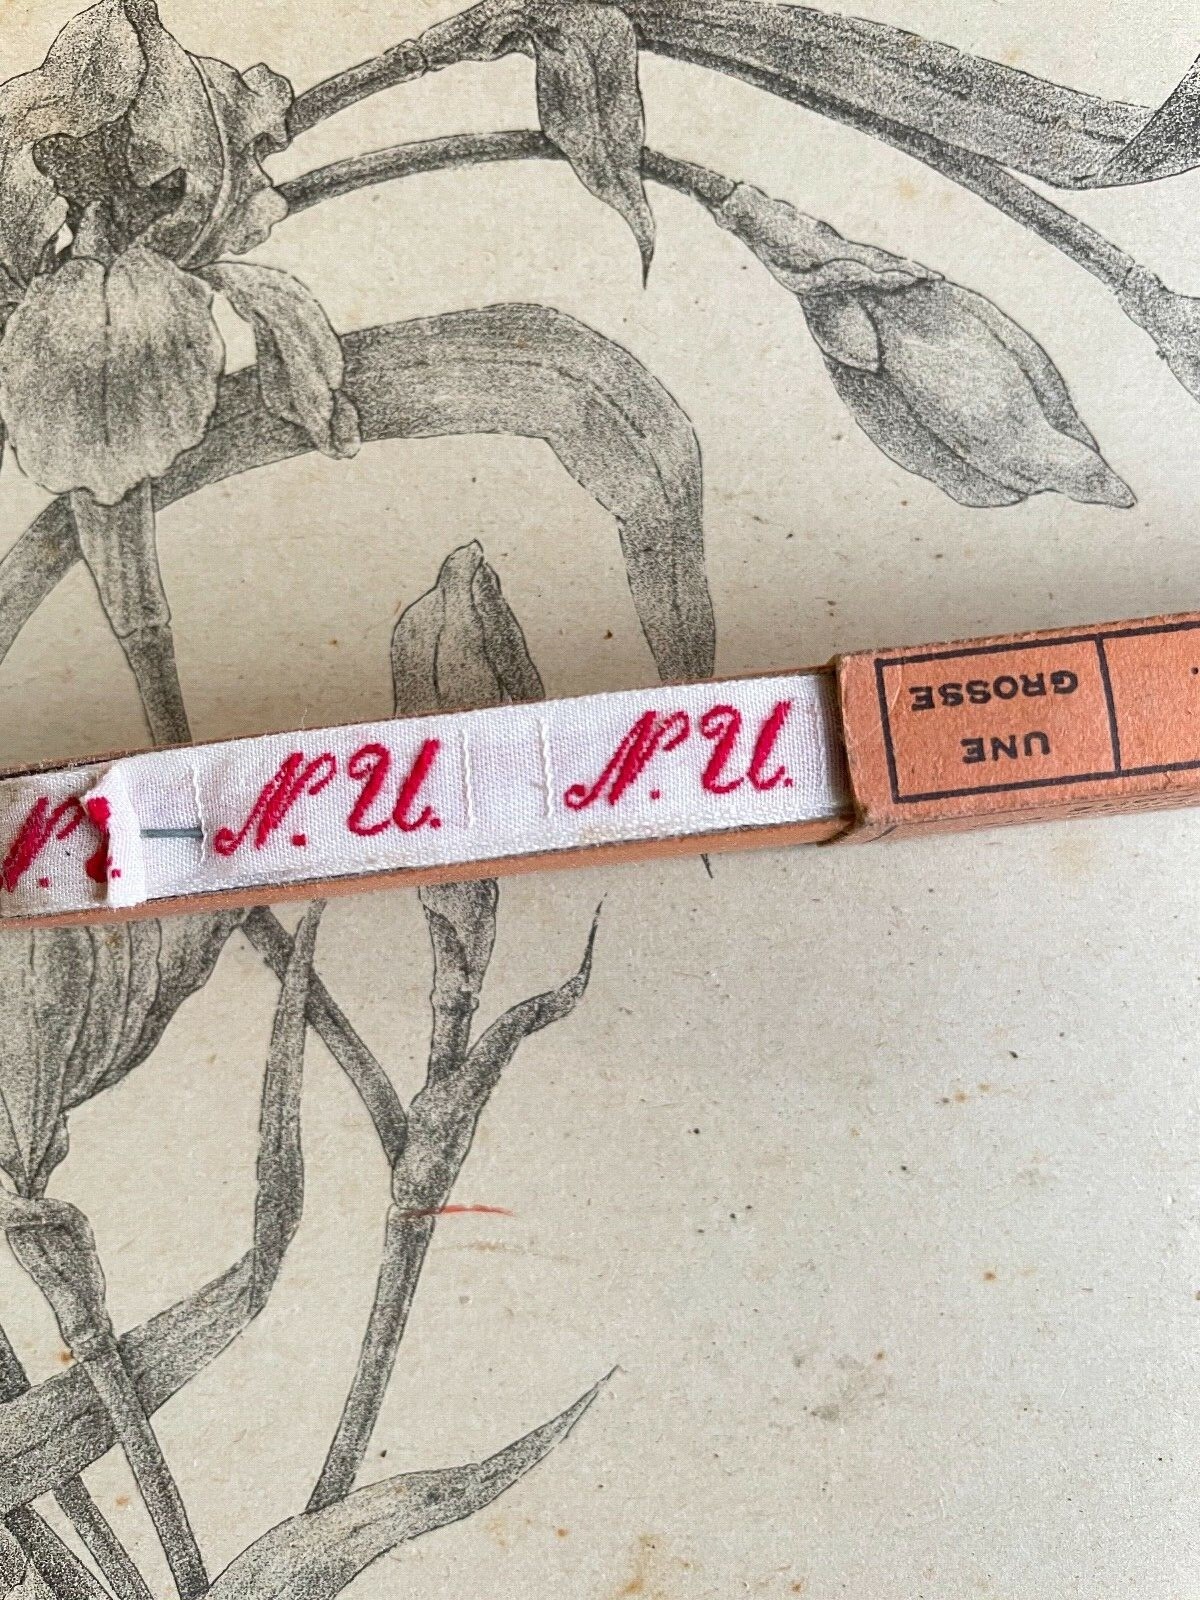 N. U. N. U.
UNE
GROSSE